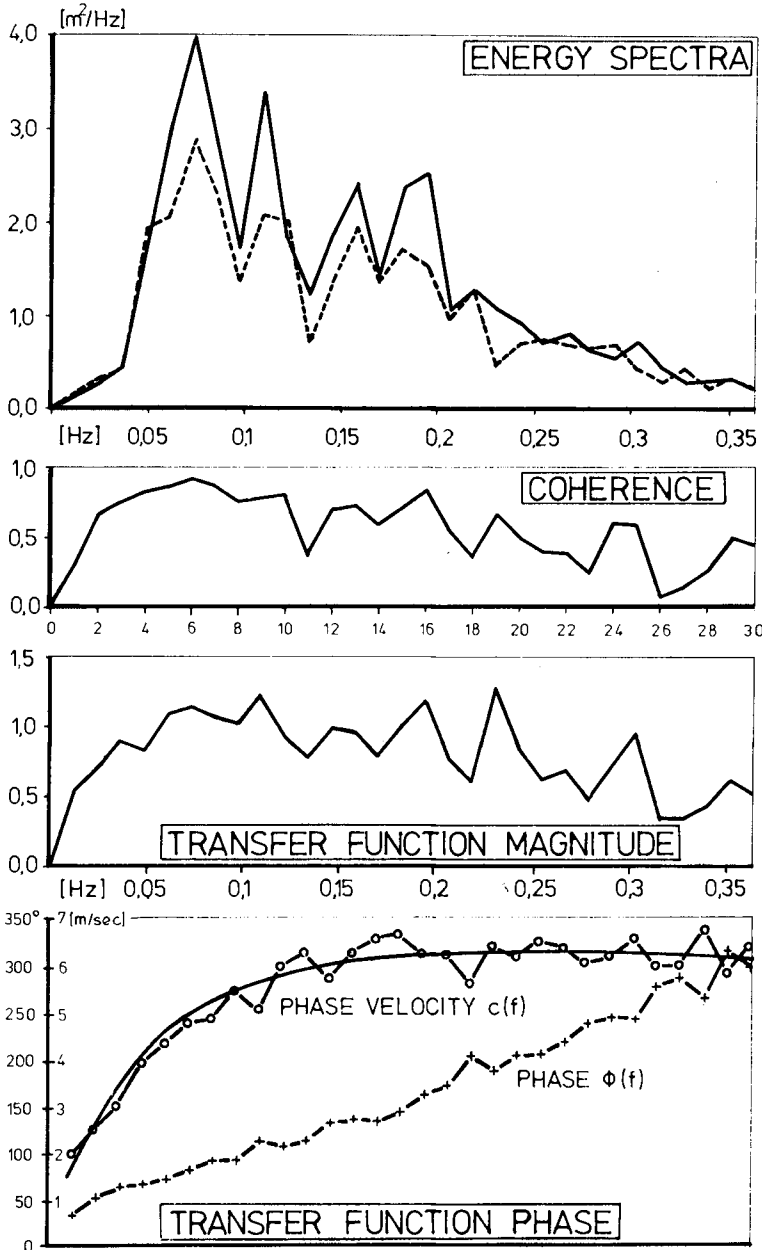 [m²/Hz]
4,0
ENERGY SPECTRA
3,0
2,0
1,0
0,0
[Hz] 0,05 0,1 0,15 0,2 0,25 0,3 0,35
1,0
COHERENCE
0,5
0,0
0 2 4 6 8 10 12 14 16 18 20 22 24 26 28 30
1,5
1,0
0,5
TRANSFER FUNCTION MAGNITUDE
0,0
[Hz] 0,05 0,1 0,15 0,2 0,25 0,3 0,35
350° 7 [m/sec]
300 6
PHASE VELOCITY c(f)
250 5
200 4
PHASE Φ(f)
150 3
100 2
50 1
TRANSFER FUNCTION PHASE
0